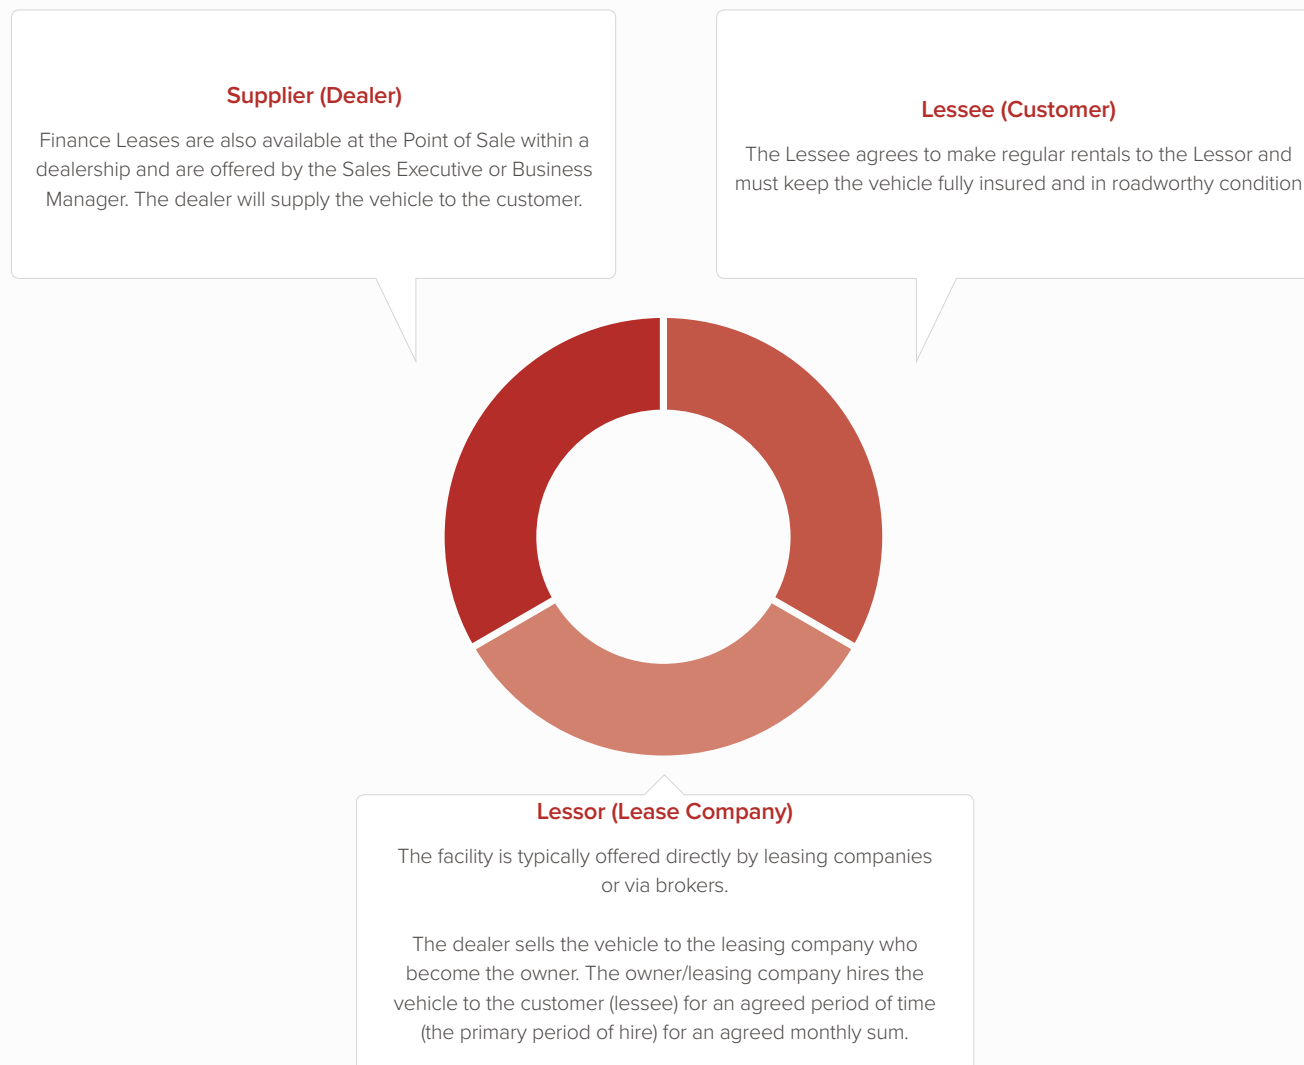 Supplier (Dealer)
Finance Leases are also available at the Point of Sale within a
dealership and are offered by the Sales Executive or Business
Manager. The dealer will supply the vehicle to the customer.
Lessee (Customer)
The Lessee agrees to make regular rentals to the Lessor and
must keep the vehicle fully insured and in roadworthy condition
Lessor (Lease Company)
The facility is typically offered directly by leasing companies
or via brokers.
The dealer sells the vehicle to the leasing company who
become the owner. The owner/leasing company hires the
vehicle to the customer (lessee) for an agreed period of time
(the primary period of hire) for an agreed monthly sum.